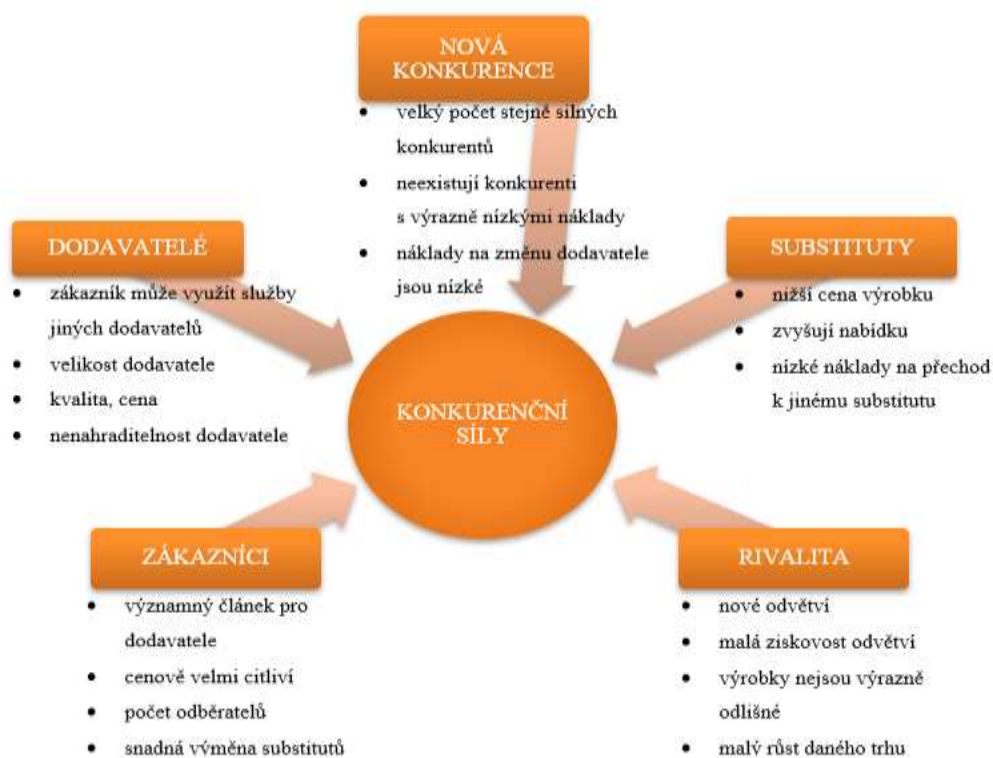 NOVÁ
KONKURENCE
velký počet stejně silných
konkurentů
neexistují konkurenti
s výrazně nízkými náklady
náklady na změnu dodavatele
jsou nízké
DODAVATELÉ
zákazník může využít služby
jiných dodavatelů
velikost dodavatele
kvalita, cena
nenahraditelnost dodavatele
SUBSTITUTY
nižší cena výrobku
zvyšují nabídku
nízké náklady na přechod
k jinému substitutu
KONKURENČNÍ
SÍLY
ZÁKAZNÍCI
významný článek pro
dodavatele
cenově velmi citliví
počet odběratelů
snadná výměna substitutů
RIVALITA
nové odvětví
malá ziskovost odvětví
výrobky nejsou výrazně
odlišné
malý růst daného trhu